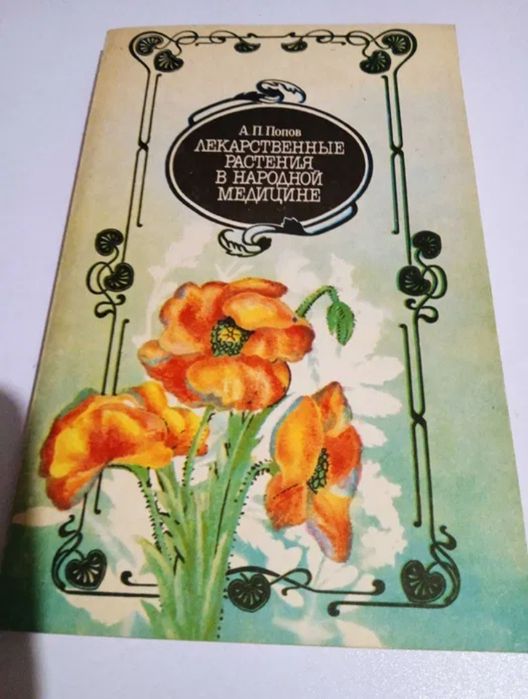 А. П. Попов
ЛЕКАРСТВЕННЫЕ
РАСТЕНИЯ
В НАРОДНОЙ
МЕДИЦИНЕ